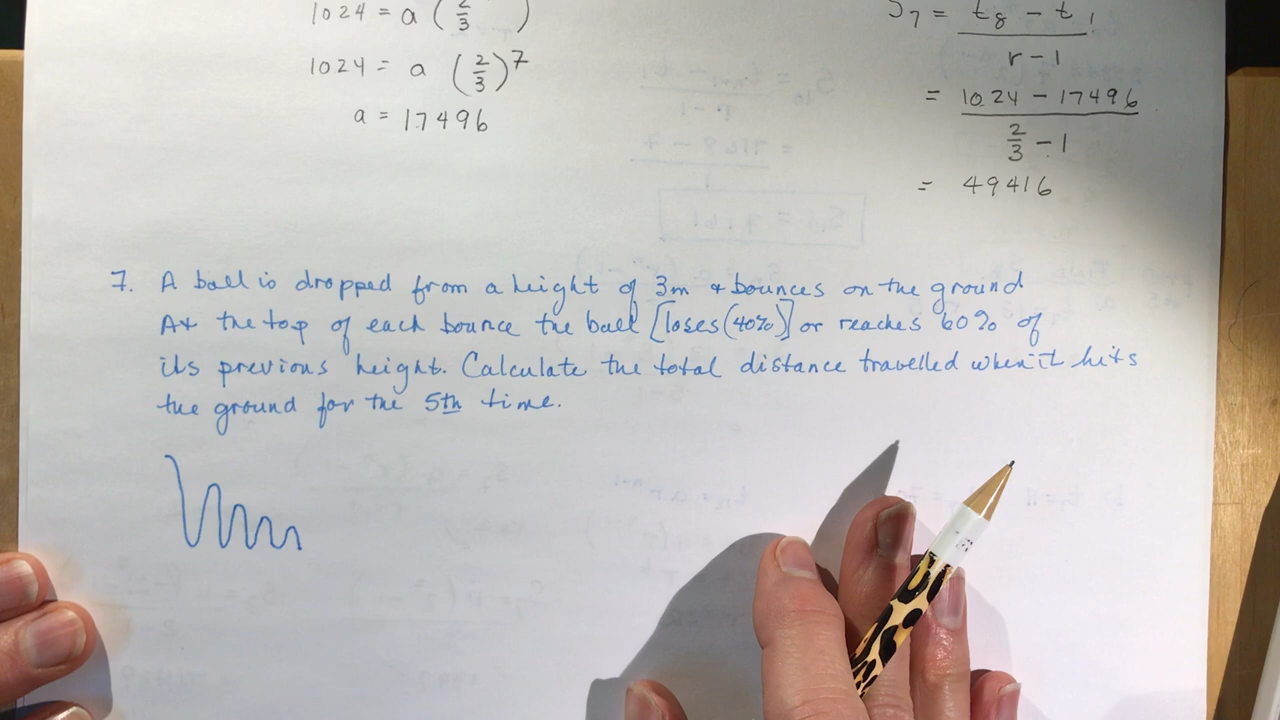 1024 = a (2/3)
1024 = a (2/3)^7
a = 17496
S7 = t8 - t1 / r - 1
= 1024 - 17496 / 2/3 - 1
= 49416
7. A ball is dropped from a height of 3m & bounces on the ground
At the top of each bounce the ball [loses (40%)] or reaches 60% of
its previous height. Calculate the total distance travelled when it hits
the ground for the 5th time.